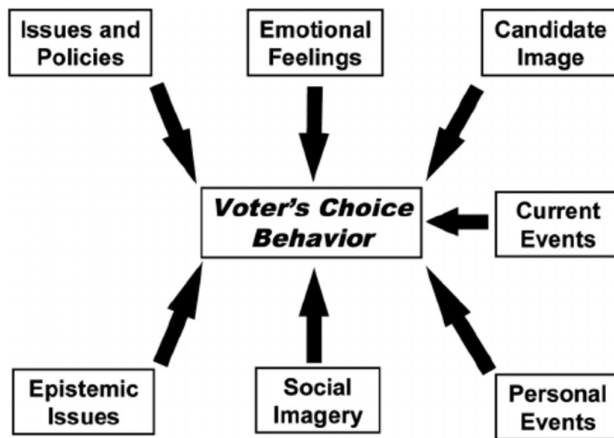 Issues and
Policies
Emotional
Feelings
Candidate
Image
Voter's Choice
Behavior
Current
Events
Epistemic
Issues
Social
Imagery
Personal
Events